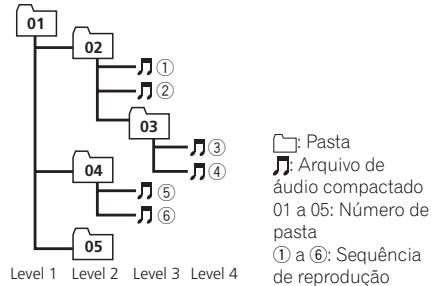 01
02
①
②
03
③
④
04
⑤
⑥
05
Level 1 Level 2 Level 3 Level 4
: Pasta
: Arquivo de
áudio compactado
01 a 05: Número de
pasta
① a ⑥: Sequência
de reprodução